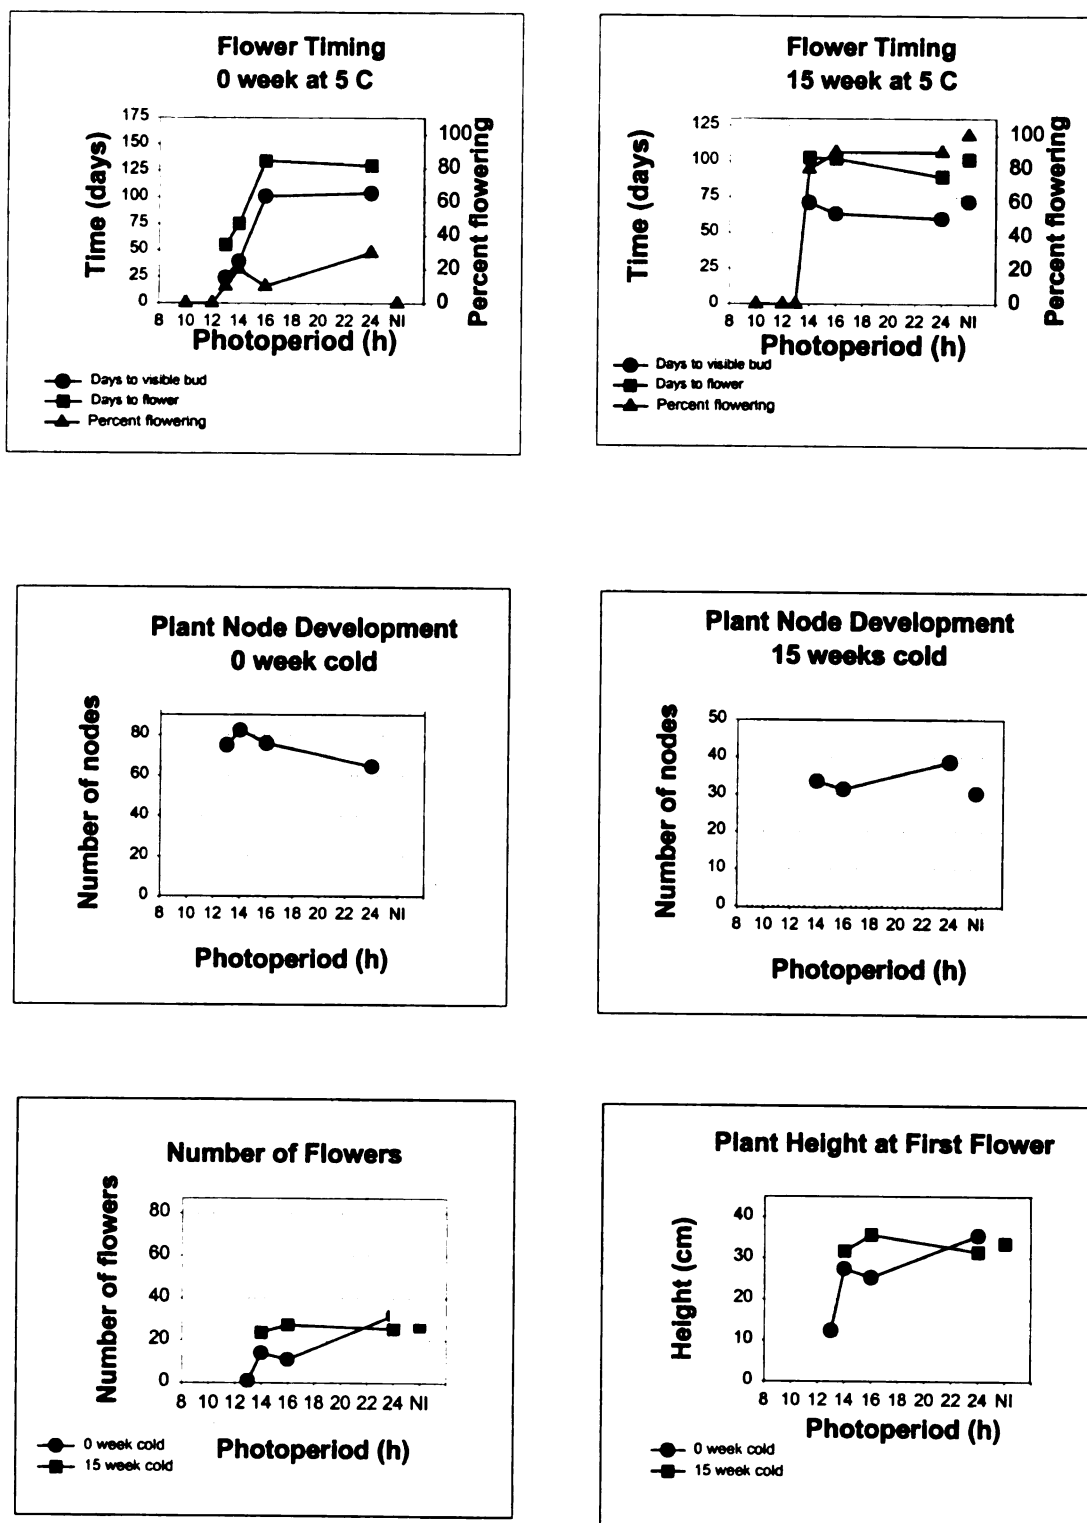 Flower Timing
0 week at 5 C
Time (days)
175
150
125
100
75
50
25
0
100
80
60
40
20
0
Percent flowering
8 10 12 14 16 18 20 22 24 NI
Photoperiod (h)
Days to visible bud
Days to flower
Percent flowering
Flower Timing
15 week at 5 C
Time (days)
125
100
75
50
25
0
100
80
60
40
20
0
Percent flowering
8 10 12 14 16 18 20 22 24 NI
Photoperiod (h)
Days to visible bud
Days to flower
Percent flowering
Plant Node Development
0 week cold
Number of nodes
80
60
40
20
0
8 10 12 14 16 18 20 22 24 NI
Photoperiod (h)
Plant Node Development
15 weeks cold
Number of nodes
50
40
30
20
10
0
8 10 12 14 16 18 20 22 24 NI
Photoperiod (h)
Number of Flowers
Number of flowers
80
60
40
20
0
8 10 12 14 16 18 20 22 24 NI
Photoperiod (h)
0 week cold
15 week cold
Plant Height at First Flower
Height (cm)
40
30
20
10
0
8 10 12 14 16 18 20 22 24 NI
Photoperiod (h)
0 week cold
15 week cold